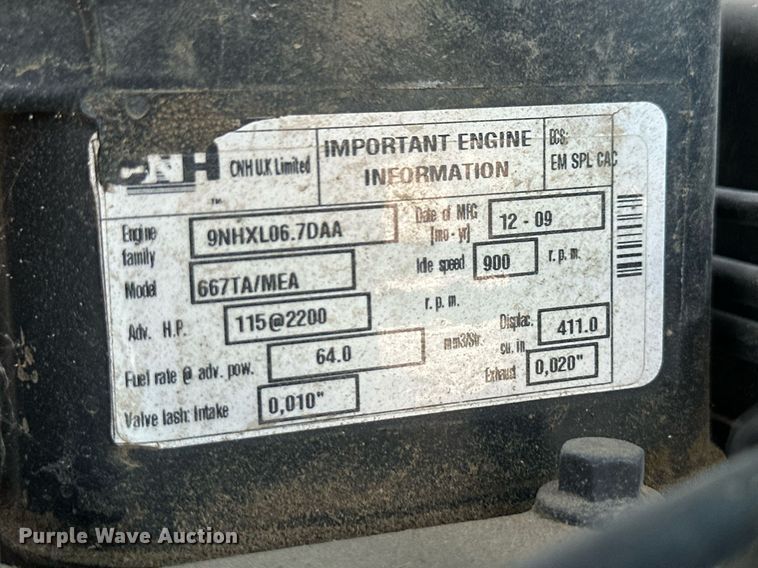 CNH CNH U.K Limited IMPORTANT ENGINE INFORMATION ECS: EM SPL CAC
TM
Engine family 9NHXL06.7DAA Date of MFG [mo - yr] 12 - 09
Model 667TA/MEA Idle speed 900 r.p.m.
Adv. H.P. 115@2200 r.p.m.
Fuel rate @ adv. pow. 64.0 mm3/Str. Displac. cu. in 411.0
Valve lash: Intake 0,010" Exhaust 0,020"
Purple Wave Auction